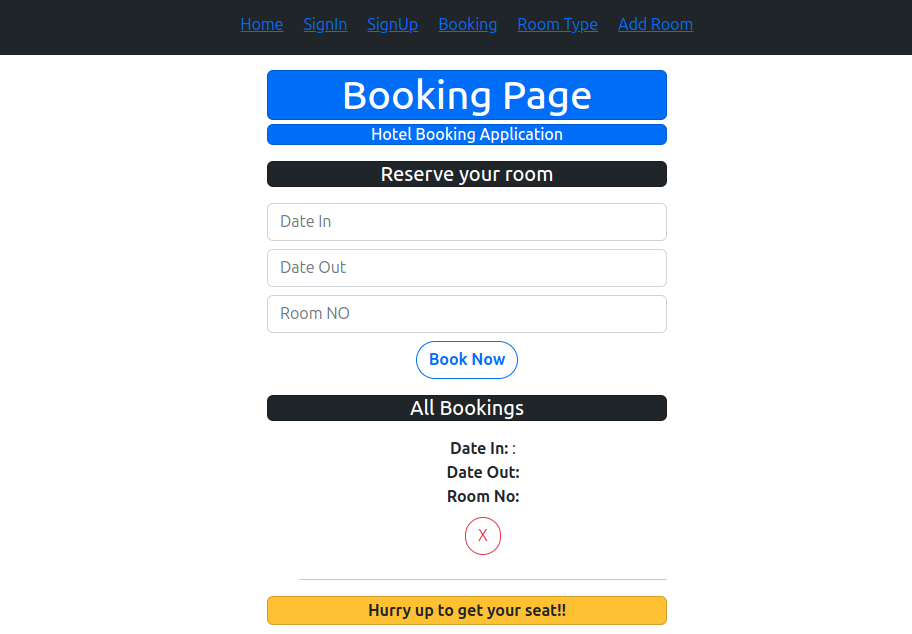 Home SignIn SignUp Booking Room Type Add Room
Booking Page
Hotel Booking Application
Reserve your room
Date In
Date Out
Room NO
Book Now
All Bookings
Date In: :
Date Out:
Room No:
X
Hurry up to get your seat!!